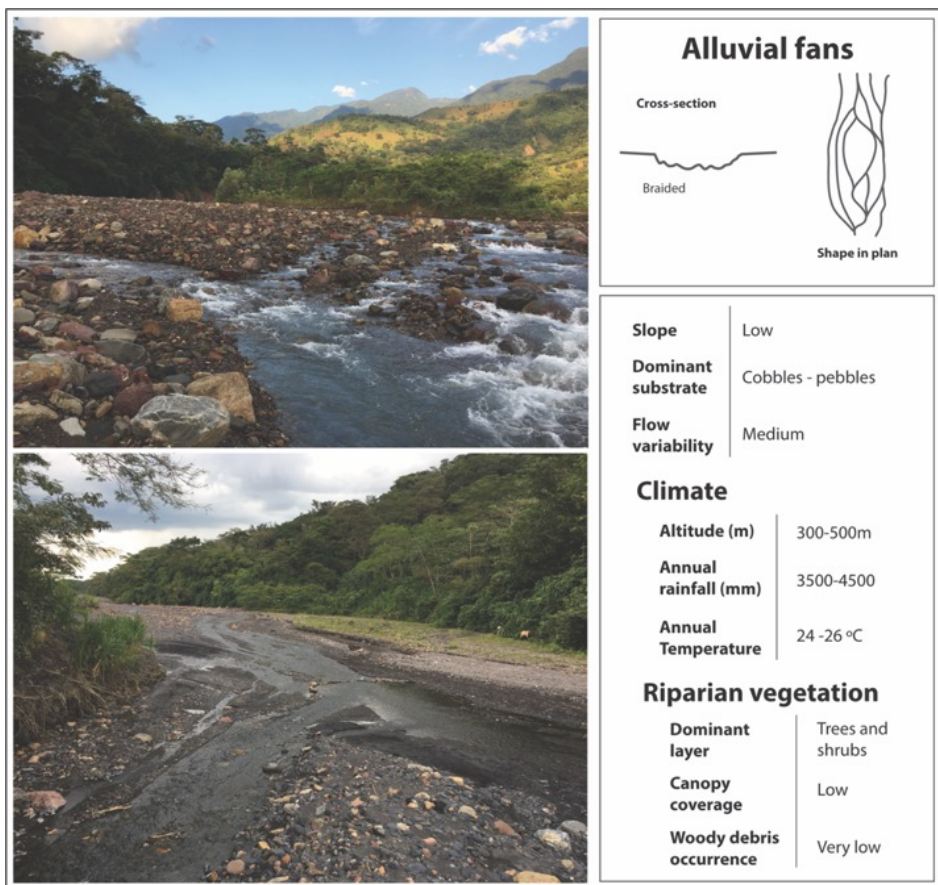 Alluvial fans
Cross-section
Braided
Shape in plan
Slope
Low
Dominant
substrate
Cobbles - pebbles
Flow
variability
Medium
Climate
Altitude (m)
300-500m
Annual
rainfall (mm)
3500-4500
Annual
Temperature
24 -26 ºC
Riparian vegetation
Dominant
layer
Trees and
shrubs
Canopy
coverage
Low
Woody debris
occurrence
Very low